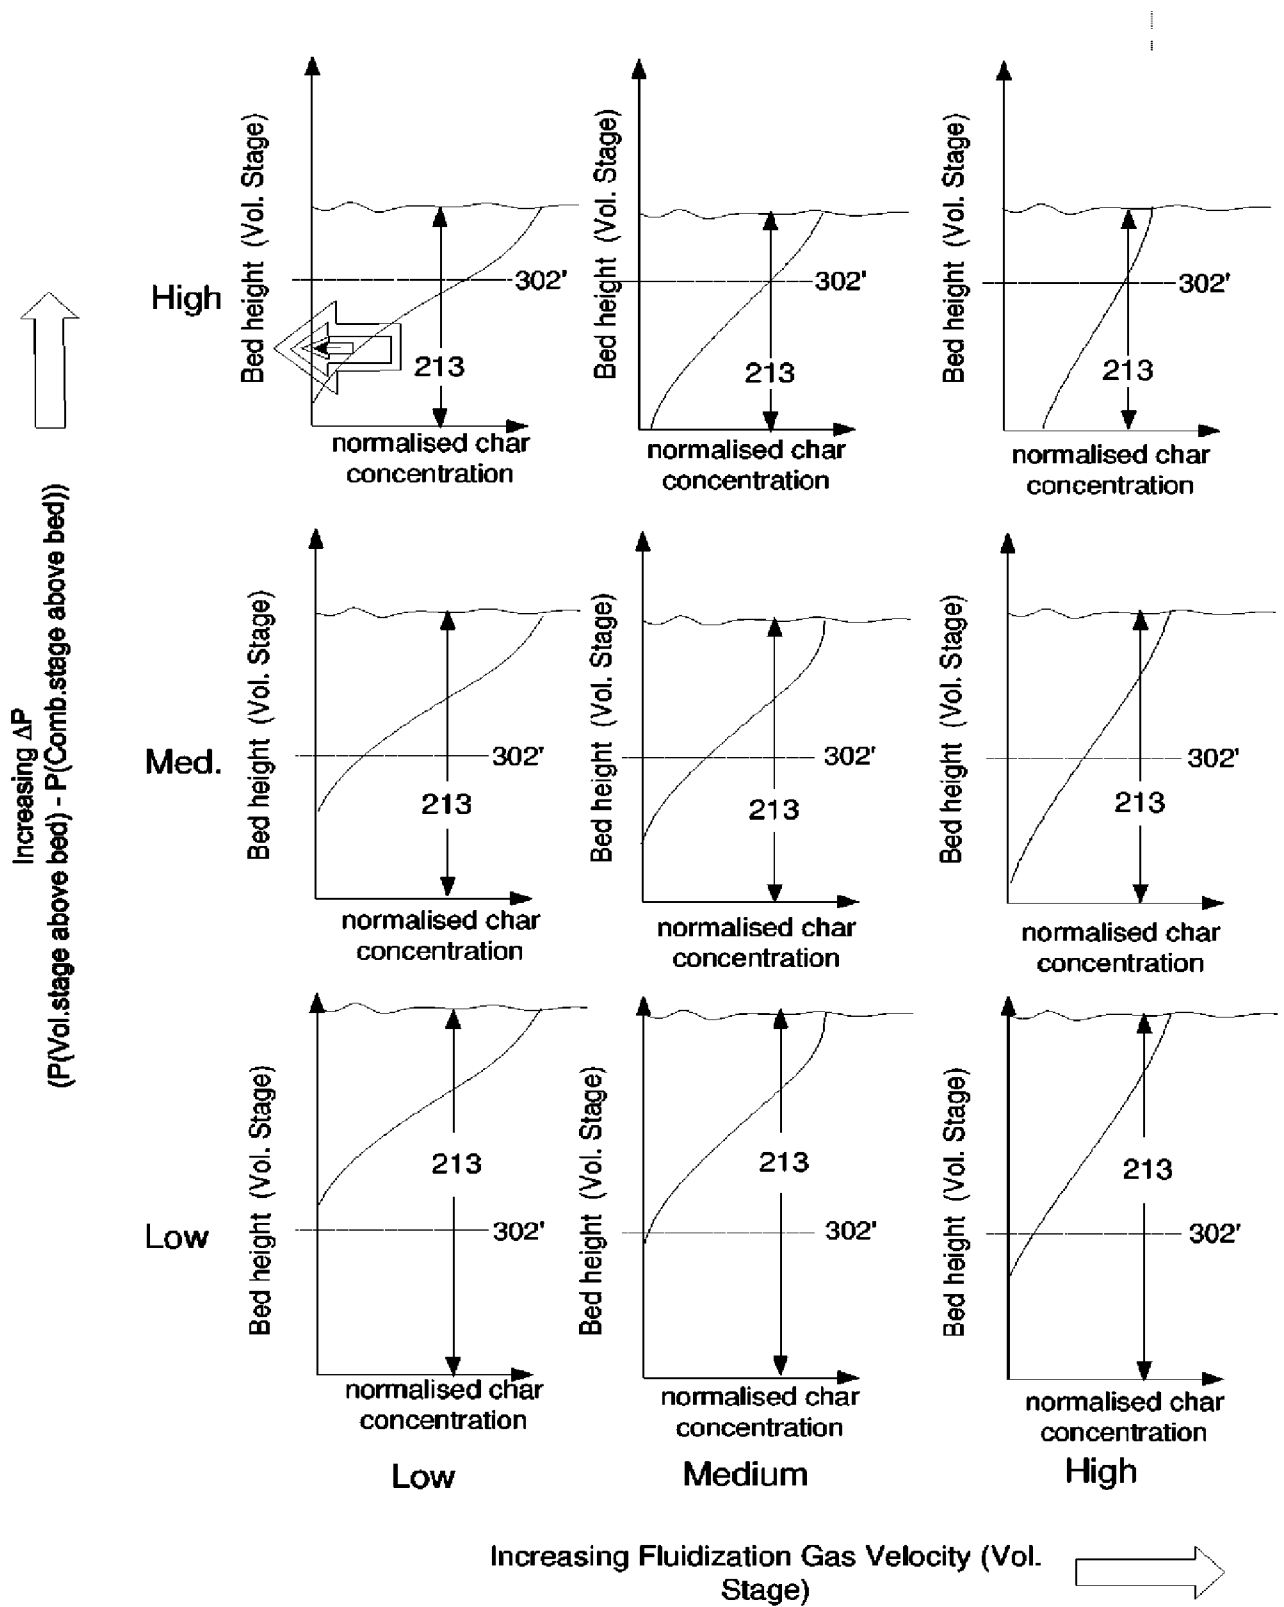 Increasing ΔP
(P(Vol.stage above bed) - P(Comb.stage above bed))
High
Bed height (Vol. Stage)
302'
213
normalised char
concentration
Bed height (Vol. Stage)
302'
213
normalised char
concentration
Bed height (Vol. Stage)
302'
213
normalised char
concentration
Med.
Bed height (Vol. Stage)
302'
213
normalised char
concentration
Bed height (Vol. Stage)
302'
213
normalised char
concentration
Bed height (Vol. Stage)
302'
213
normalised char
concentration
Low
Bed height (Vol. Stage)
213
302'
normalised char
concentration
Bed height (Vol. Stage)
213
302'
normalised char
concentration
Bed height (Vol. Stage)
213
302'
normalised char
concentration
Low
Medium
High
Increasing Fluidization Gas Velocity (Vol.
Stage)